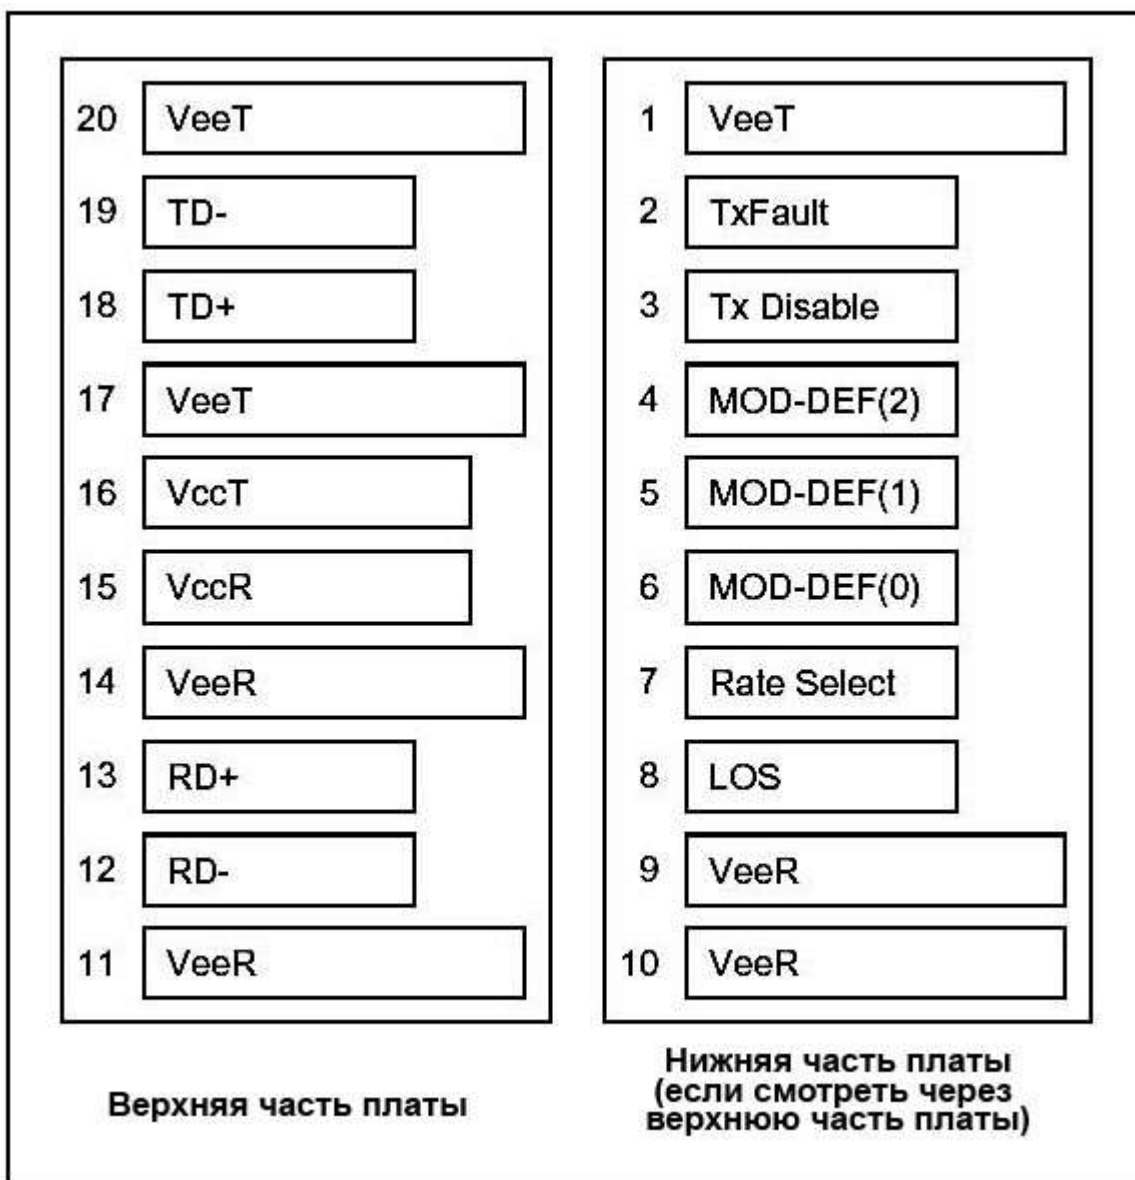 20 VeeT
19 TD-
18 TD+
17 VeeT
16 VccT
15 VccR
14 VeeR
13 RD+
12 RD-
11 VeeR
Верхняя часть платы
1 VeeT
2 TxFault
3 Tx Disable
4 MOD-DEF(2)
5 MOD-DEF(1)
6 MOD-DEF(0)
7 Rate Select
8 LOS
9 VeeR
10 VeeR
Нижняя часть платы
(если смотреть через
верхнюю часть платы)